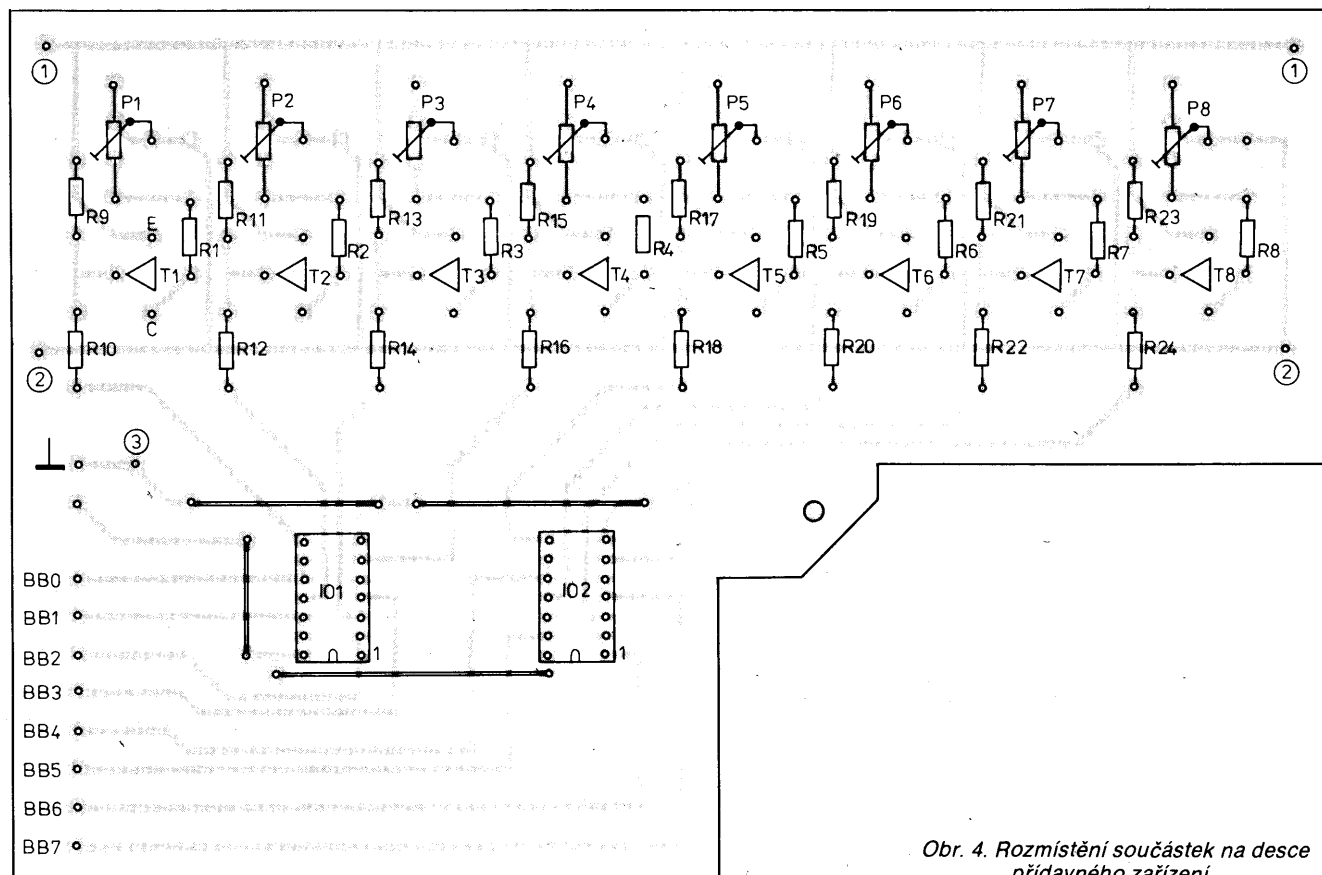 1 1
P1 P2 P3 P4 P5 P6 P7 P8
R9 R11 R13 R15 R17 R19 R21 R23
E R1 R2 R3 R4 R5 R6 R7 R8
T1 T2 T3 T4 T5 T6 T7 T8
C
R10 R12 R14 R16 R18 R20 R22 R24
2 2
3
BB0 IO1 IO2
BB1
BB2 1 1
BB3
BB4
BB5
BB6
BB7
Obr. 4. Rozmístění součástek na desce
přídavného zařízení